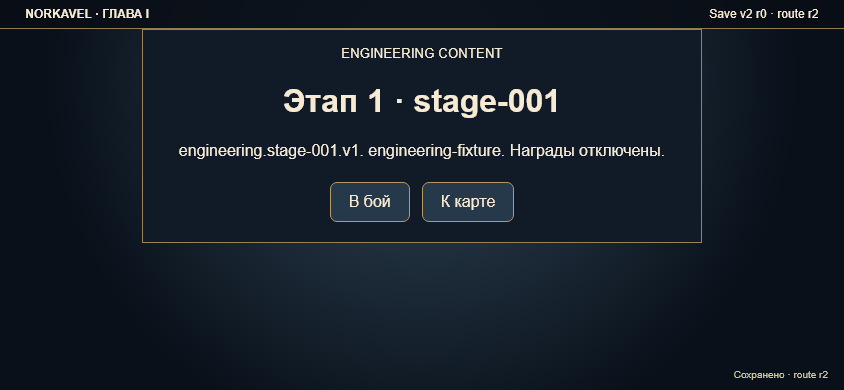 NORKAVEL · ГЛАВА I
Save v2 r0 · route r2
ENGINEERING CONTENT
Этап 1 · stage-001
engineering.stage-001.v1. engineering-fixture. Награды отключены.
В бой
К карте
Сохранено · route r2